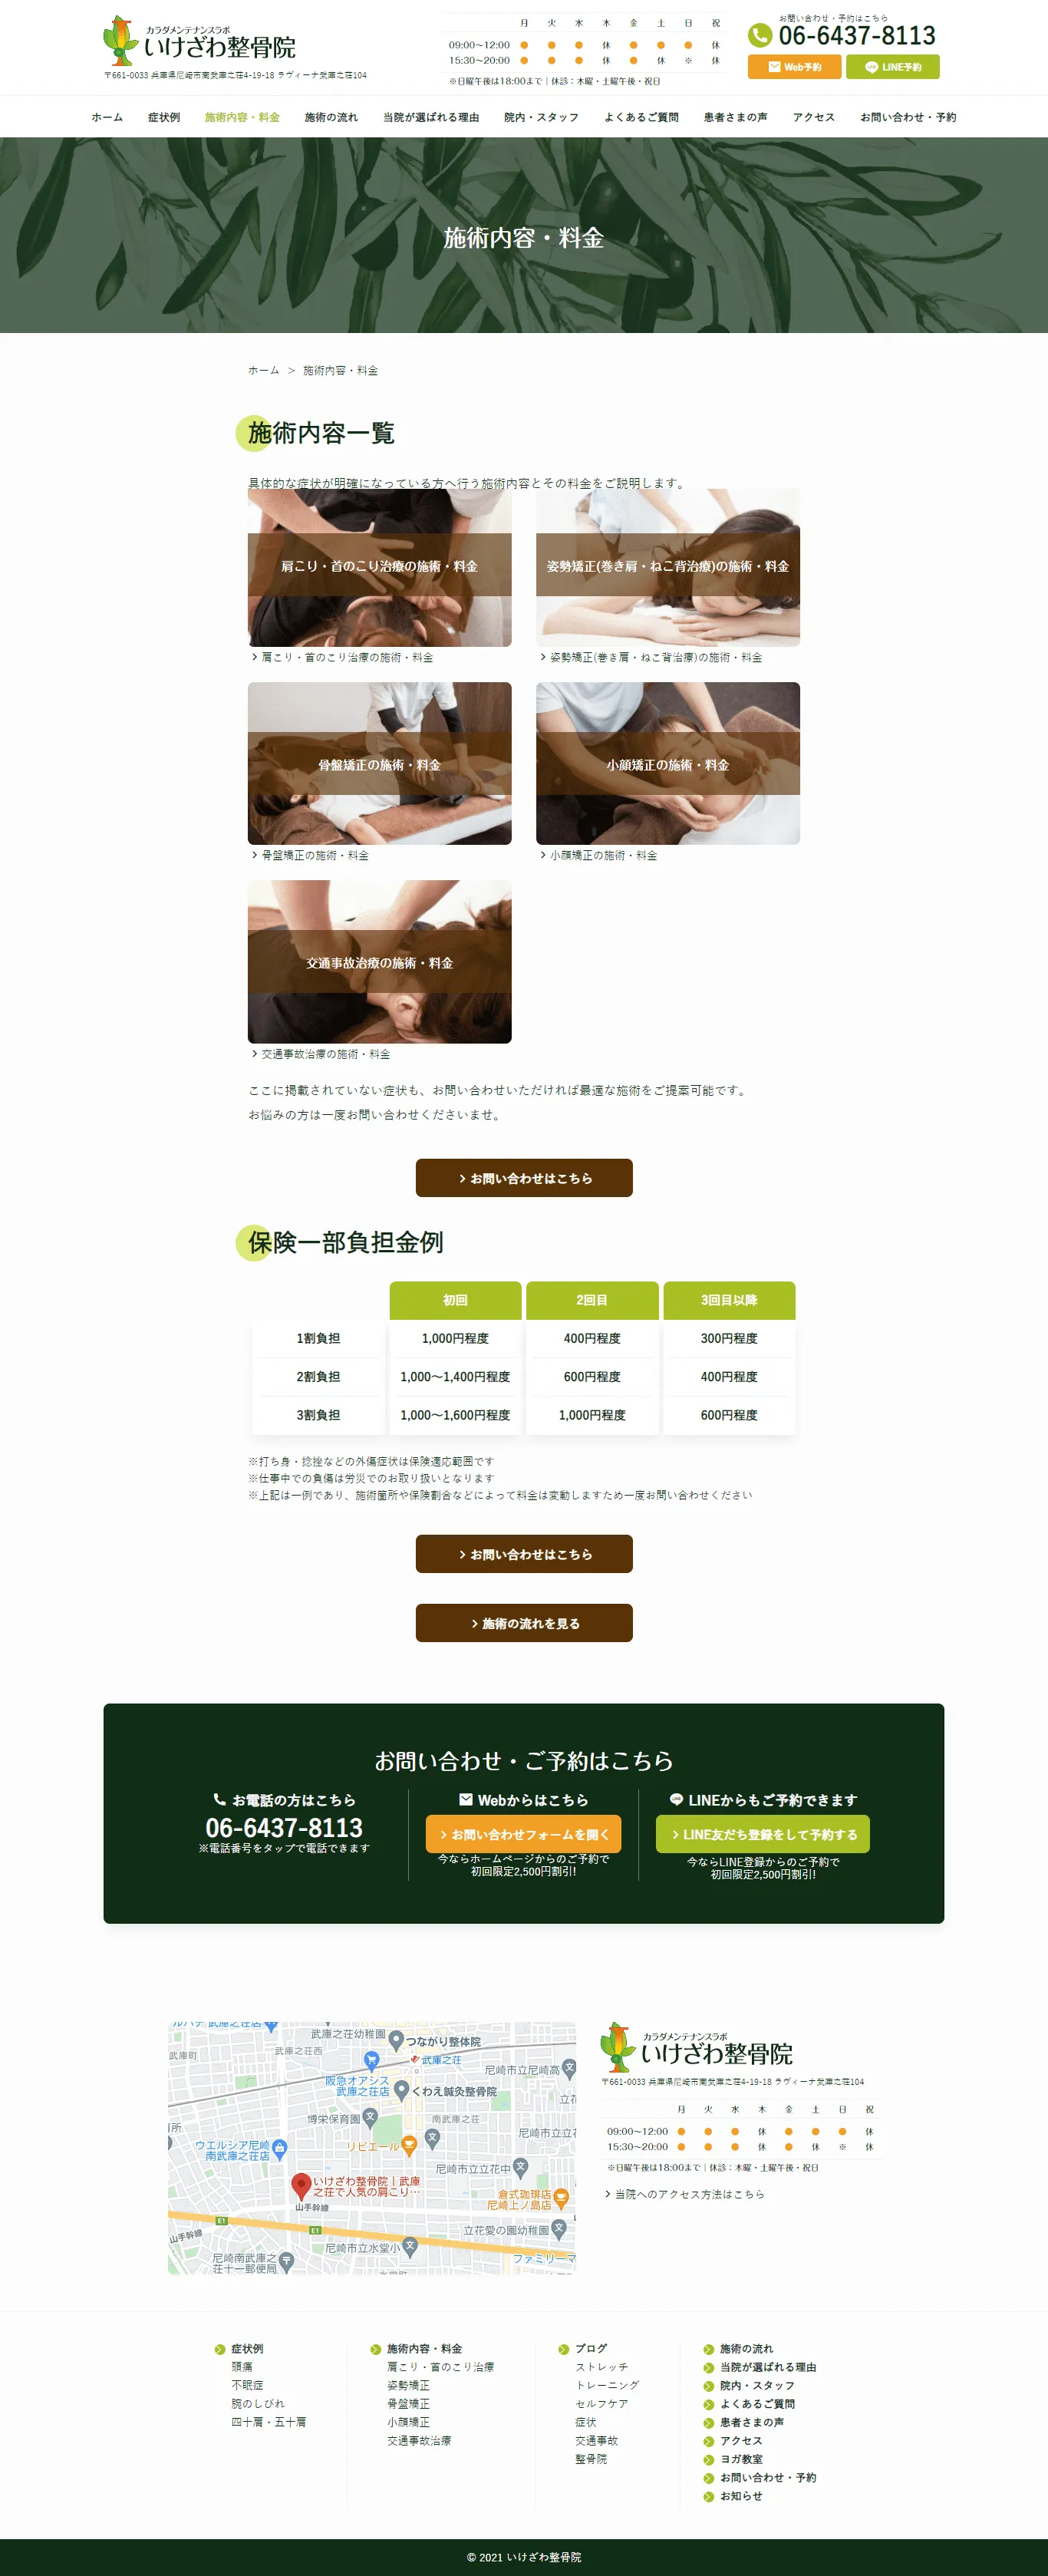 カラダメンテナンスラボ
いけざわ整骨院
〒661-0033 兵庫県尼崎市南武庫之荘4-19-18 ラヴィーナ武庫之荘104
月 火 水 木 金 土 日 祝
09:00〜12:00 ● ● ● 休 ● ● ● 休
15:30〜20:00 ● ● ● 休 ● 休 ※ 休
※日曜午後は18:00まで｜休診：木曜・土曜午後・祝日
お問い合わせ・予約はこちら
06-6437-8113
Web予約 LINE予約
ホーム 症状例 施術内容・料金 施術の流れ 当院が選ばれる理由 院内・スタッフ よくあるご質問 患者さまの声 アクセス お問い合わせ・予約
施術内容・料金
ホーム ＞ 施術内容・料金
施術内容一覧
具体的な症状が明確になっている方へ行う施術内容とその料金をご説明します。
肩こり・首のこり治療の施術・料金
姿勢矯正(巻き肩・ねこ背治療)の施術・料金
肩こり・首のこり治療の施術・料金
姿勢矯正(巻き肩・ねこ背治療)の施術・料金
骨盤矯正の施術・料金
小顔矯正の施術・料金
骨盤矯正の施術・料金
小顔矯正の施術・料金
交通事故治療の施術・料金
交通事故治療の施術・料金
ここに掲載されていない症状も、お問い合わせいただければ最適な施術をご提案可能です。
お悩みの方は一度お問い合わせくださいませ。
お問い合わせはこちら
保険一部負担金例
初回 2回目 3回目以降
1割負担 1,000円程度 400円程度 300円程度
2割負担 1,000〜1,400円程度 600円程度 400円程度
3割負担 1,000〜1,600円程度 1,000円程度 600円程度
※打ち身・捻挫などの外傷症状は保険適応範囲です
※仕事中での負傷は労災でのお取り扱いとなります
※上記は一例であり、施術箇所や保険割合などによって料金は変動しますため一度お問い合わせください
お問い合わせはこちら
施術の流れを見る
お問い合わせ・ご予約はこちら
お電話の方はこちら
06-6437-8113
※電話番号をタップで電話できます
Webからはこちら
お問い合わせフォームを開く
今ならホームページからのご予約で
初回限定2,500円割引!
LINEからもご予約できます
LINE友だち登録をして予約する
今ならLINE登録からのご予約で
初回限定2,500円割引!
武庫之荘幼稚園
つながり整体院
武庫町
武庫之荘西
武庫之荘
阪急オアシス
武庫之荘店
尼崎市立尼崎高
くわえ鍼灸整骨院
博栄保育園
南武庫之荘
ウエルシア尼崎
南武庫之荘店
リビエール
尼崎市立立花中
いけざわ整骨院｜武庫
之荘で人気の肩こり…
倉式珈琲店
尼崎上ノ島店
山手幹線
E1
山手幹線
E1
立花愛の園幼稚園
尼崎市立水堂小
尼崎南武庫之
荘十一郵便局
ファミリーマ
カラダメンテナンスラボ
いけざわ整骨院
〒661-0033 兵庫県尼崎市南武庫之荘4-19-18 ラヴィーナ武庫之荘104
月 火 水 木 金 土 日 祝
09:00〜12:00 ● ● ● 休 ● ● ● 休
15:30〜20:00 ● ● ● 休 ● 休 ※ 休
※日曜午後は18:00まで｜休診：木曜・土曜午後・祝日
当院へのアクセス方法はこちら
症状例
頭痛
不眠症
腕のしびれ
四十肩・五十肩
施術内容・料金
肩こり・首のこり治療
姿勢矯正
骨盤矯正
小顔矯正
交通事故治療
ブログ
ストレッチ
トレーニング
セルフケア
症状
交通事故
整骨院
施術の流れ
当院が選ばれる理由
院内・スタッフ
よくあるご質問
患者さまの声
アクセス
ヨガ教室
お問い合わせ・予約
お知らせ
© 2021 いけざわ整骨院